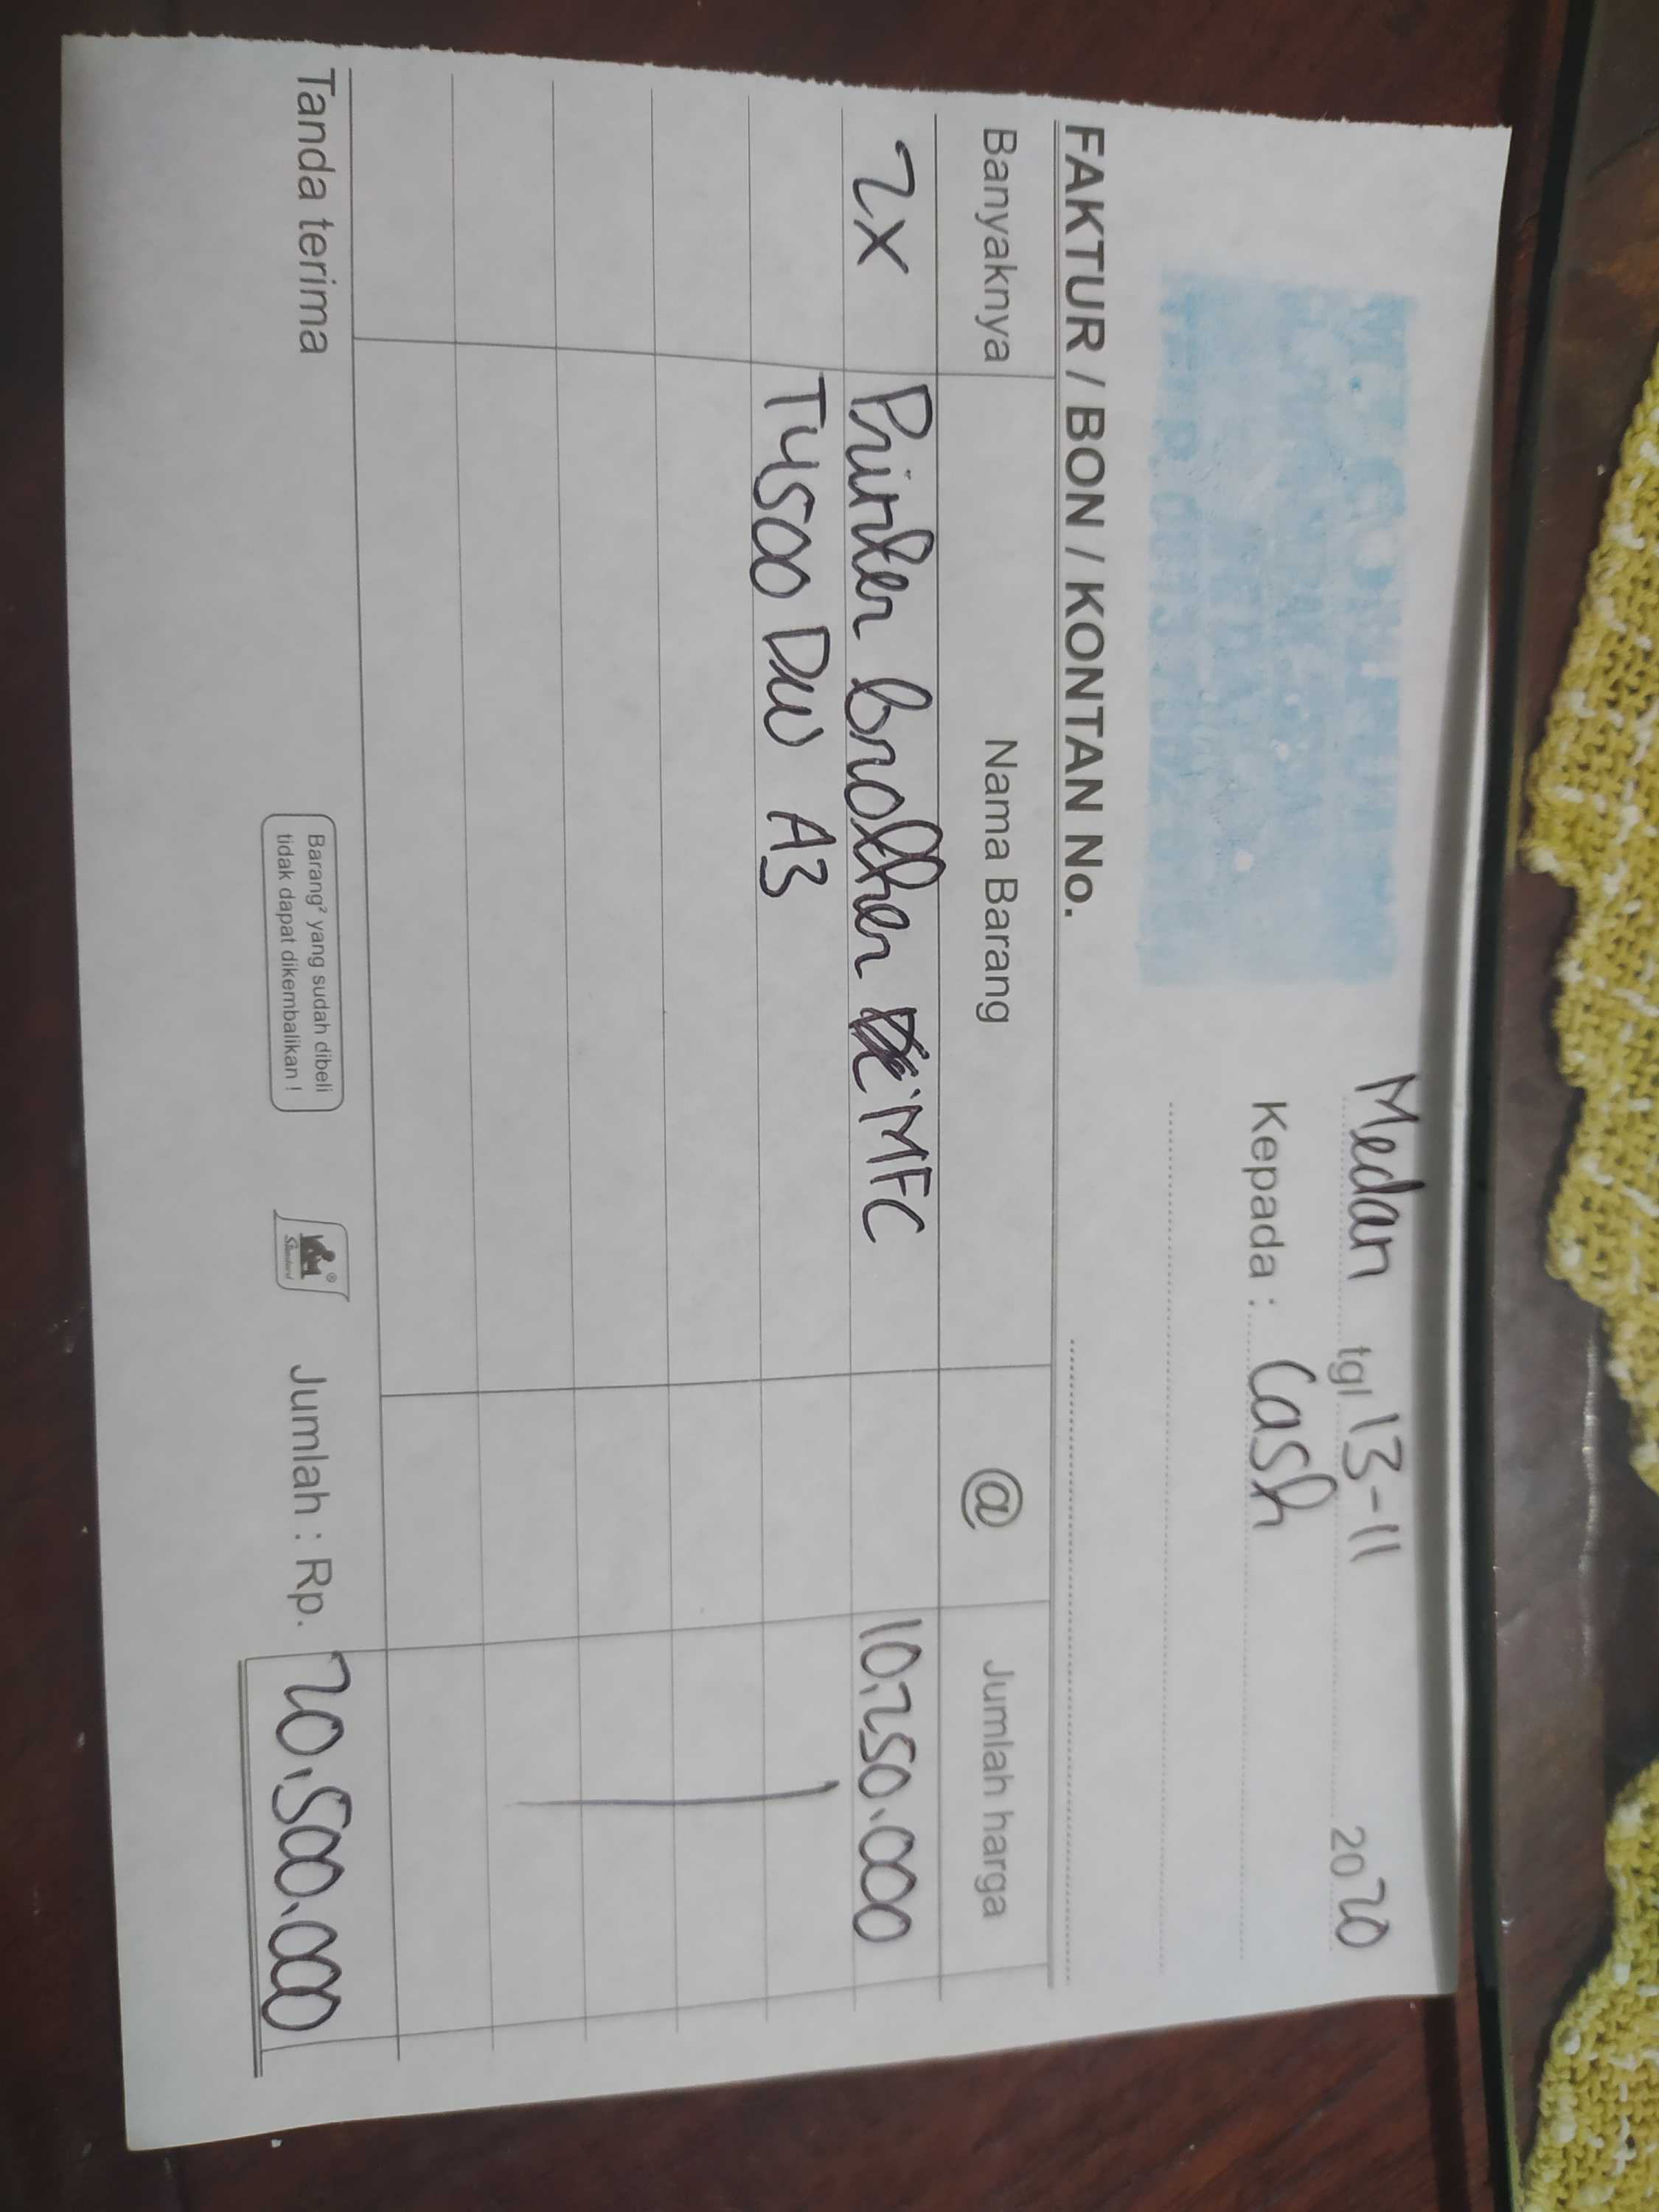 Medan tgl 13-11 2020
Kepada : Cash
FAKTUR / BON / KONTAN No.
Banyaknya Nama Barang @ Jumlah harga
2x Printer brother MFC 10.250.000
T4500 DW A3
Tanda terima
Barang² yang sudah dibeli
tidak dapat dikembalikan !
Jumlah : Rp. 20.500.000